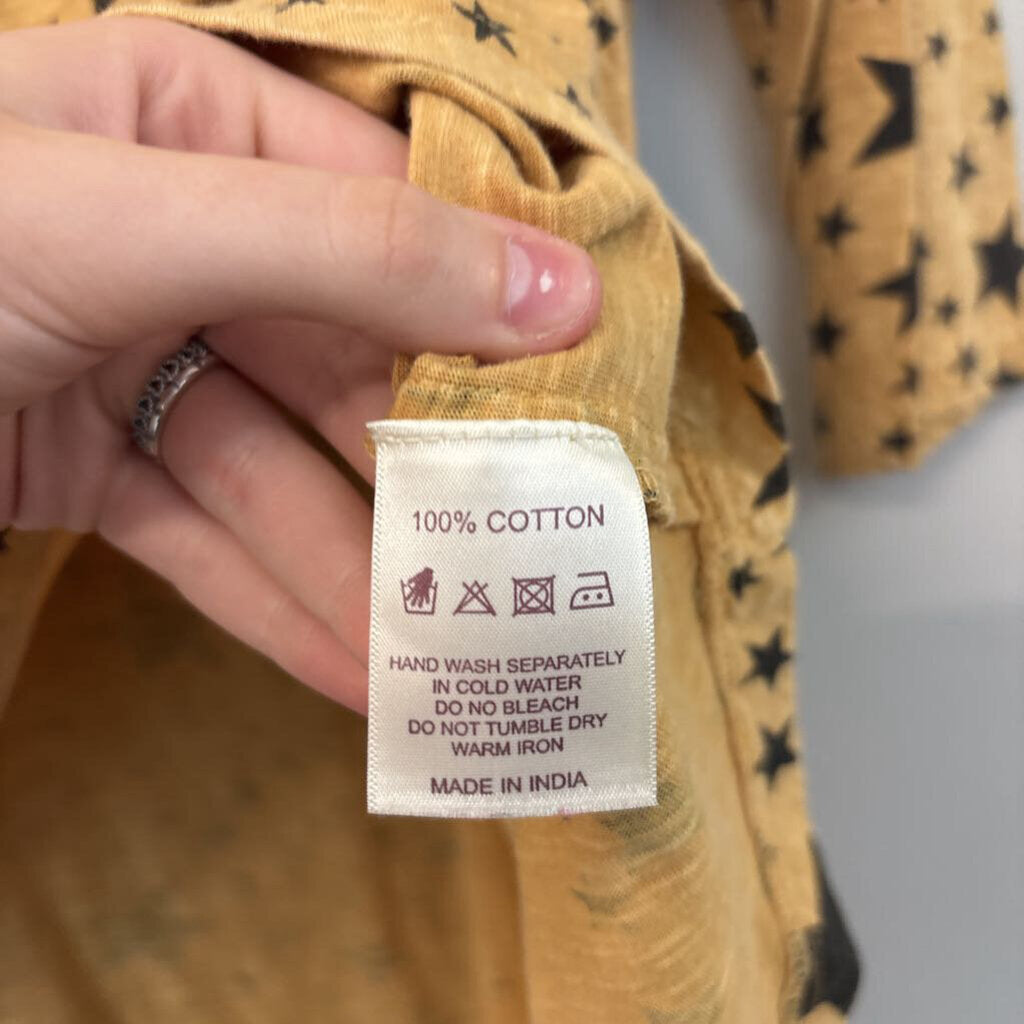 100% COTTON
HAND WASH SEPARATELY
IN COLD WATER
DO NO BLEACH
DO NOT TUMBLE DRY
WARM IRON
MADE IN INDIA